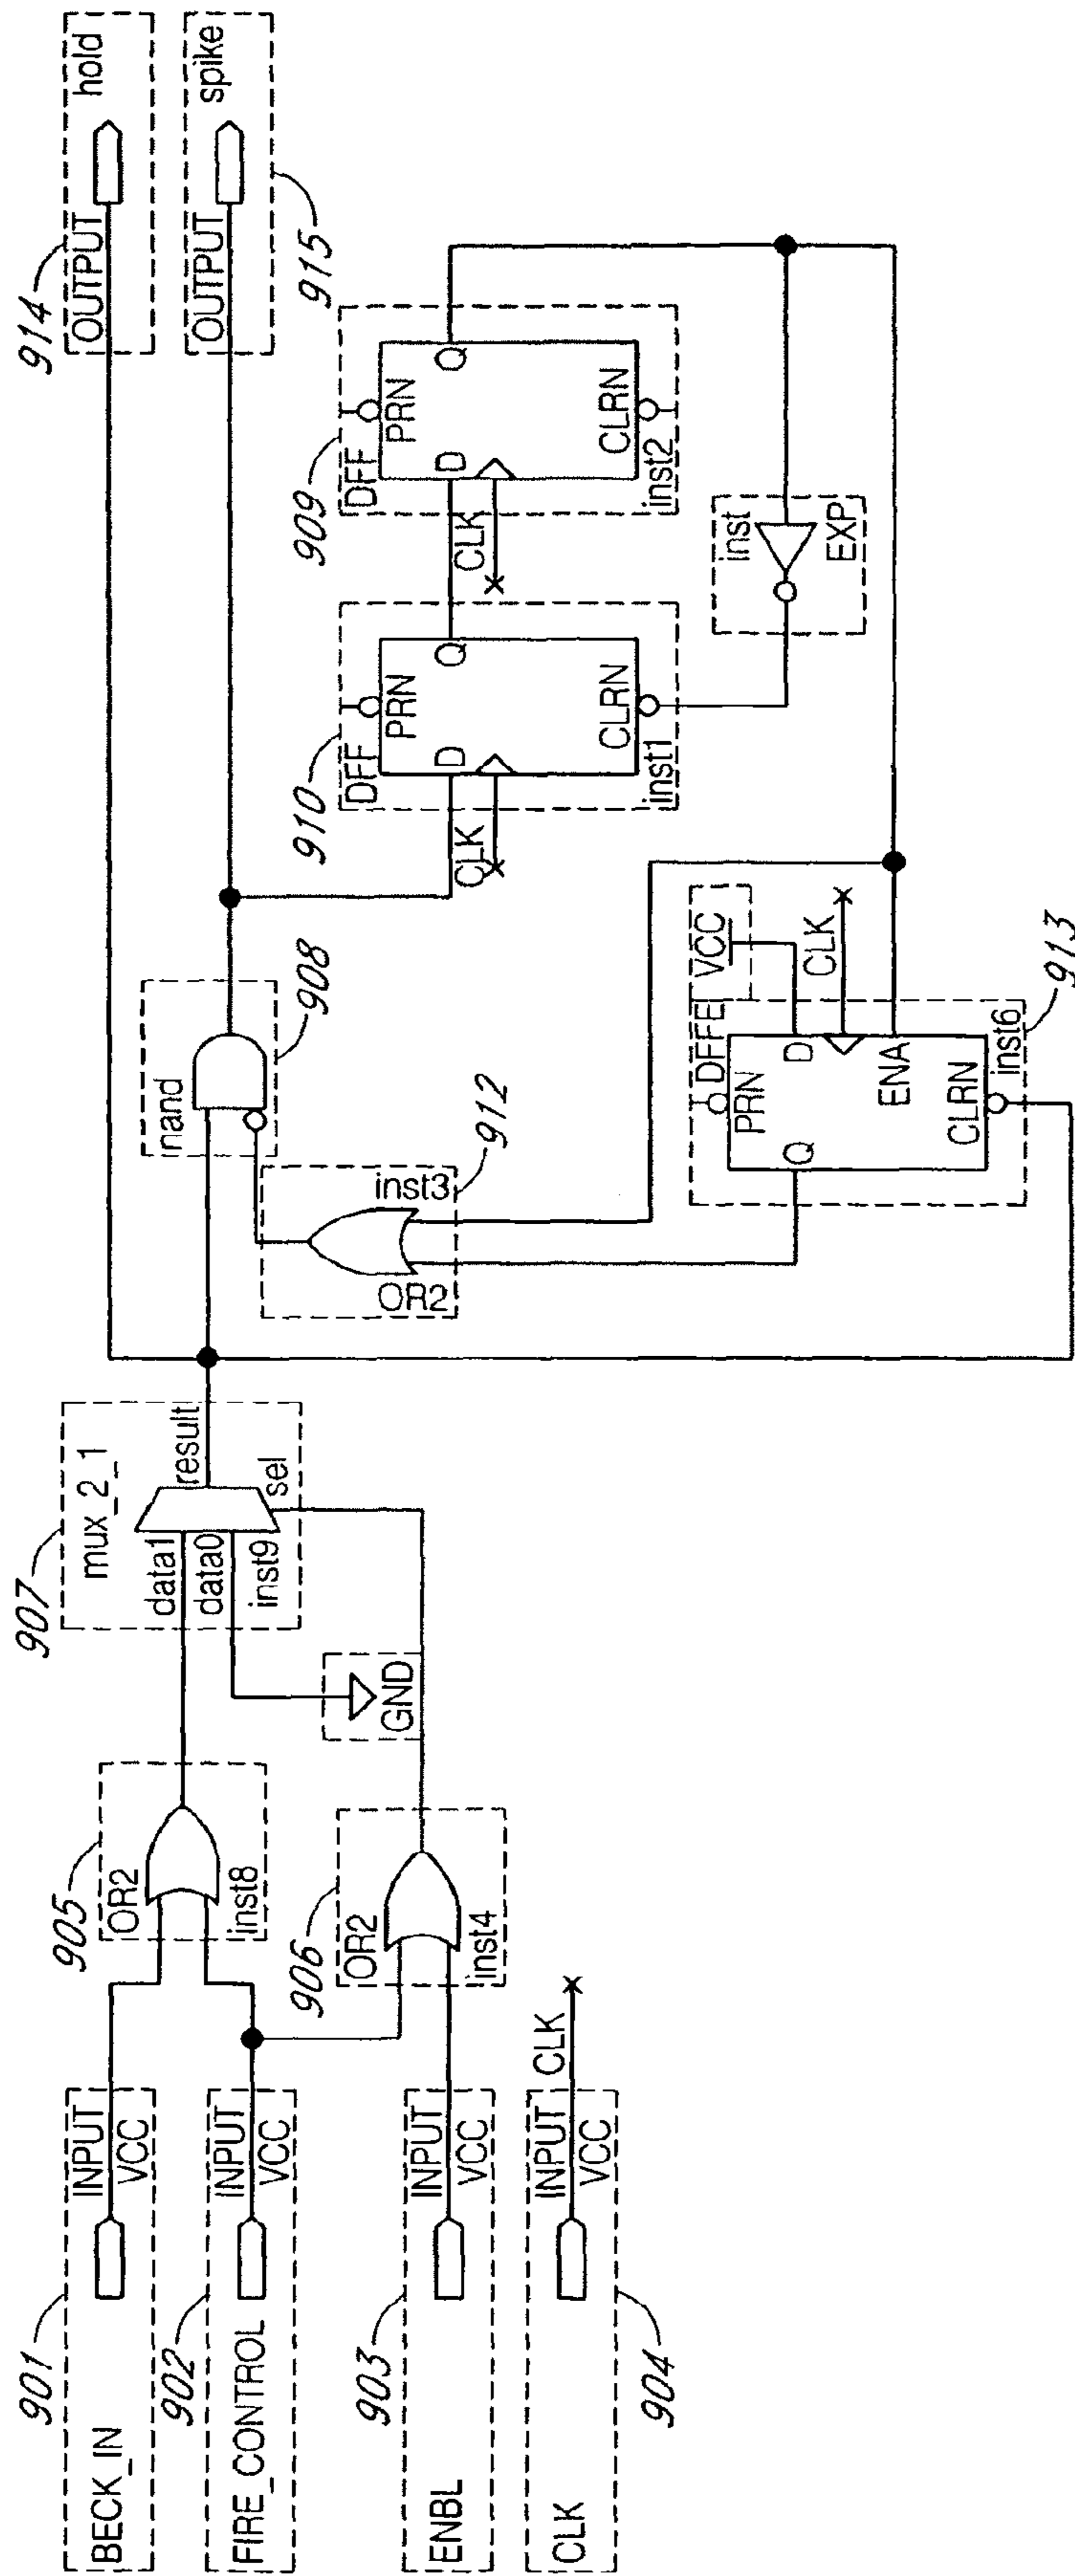 901
BECK_IN
INPUT
VCC
902
FIRE_CONTROL
INPUT
VCC
903
ENBL
INPUT
VCC
904
CLK
INPUT
VCC
CLK
905
OR2
inst8
906
OR2
inst4
GND
907
mux_2_1
data1
data0
inst9
result
sel
nand
908
inst3
OR2
912
DFFE
PRN
Q
D
VCC
CLK
ENA
CLRN
inst6
913
910
DFF
PRN
D
Q
CLK
CLRN
inst1
909
DFF
PRN
D
Q
CLK
CLRN
inst2
inst
EXP
914
OUTPUT
hold
OUTPUT
spike
915